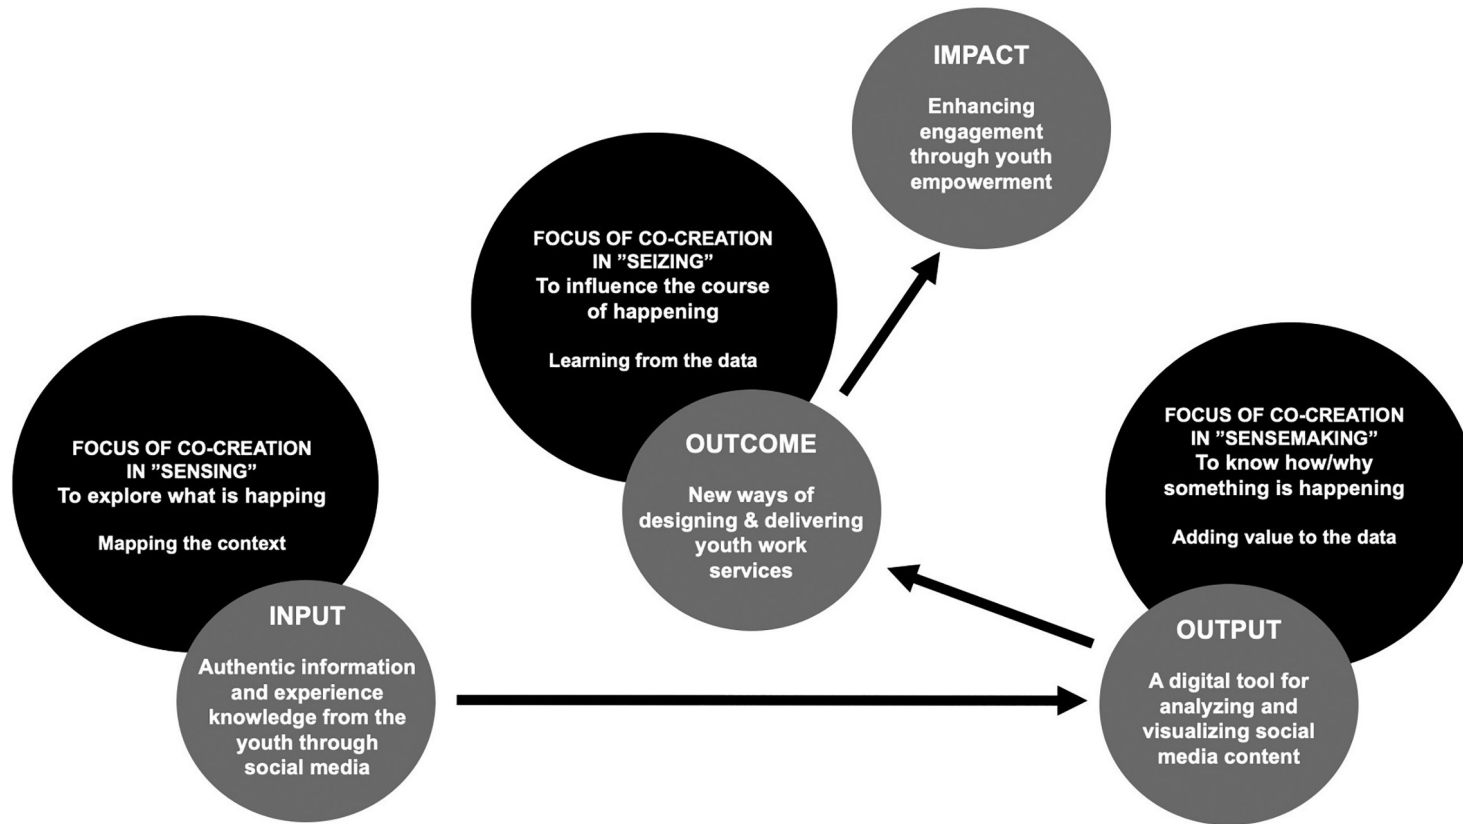 FOCUS OF CO-CREATION
IN ”SENSING”
To explore what is happing
Mapping the context
INPUT
Authentic information
and experience
knowledge from the
youth through
social media
FOCUS OF CO-CREATION
IN ”SENSEMAKING”
To know how/why
something is happening
Adding value to the data
OUTPUT
A digital tool for
analyzing and
visualizing social
media content
FOCUS OF CO-CREATION
IN ”SEIZING”
To influence the course
of happening
Learning from the data
OUTCOME
New ways of
designing & delivering
youth work
services
IMPACT
Enhancing
engagement
through youth
empowerment